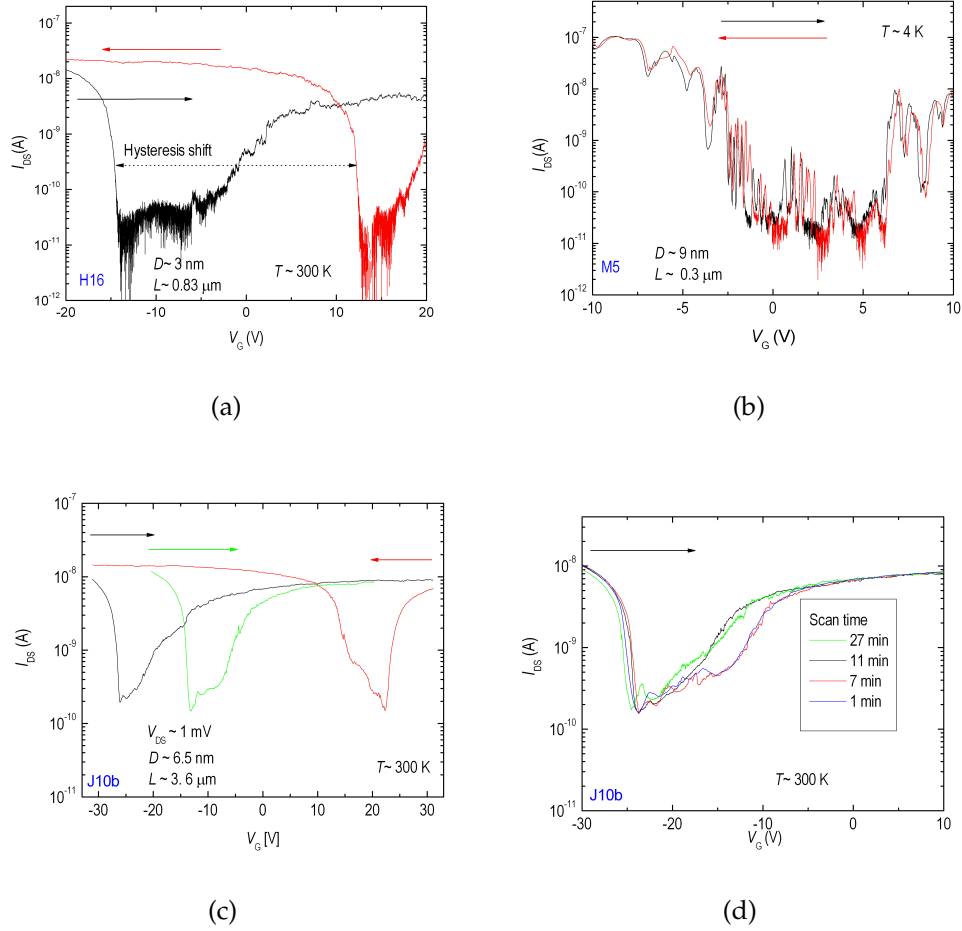 10⁻⁷
10⁻⁸
10⁻⁹
10⁻¹⁰
10⁻¹¹
10⁻¹²
I_DS(A)
Hysteresis shift
D ~ 3 nm
L ~ 0.83 μm
T ~ 300 K
H16
-20 -10 0 10 20
V_G (V)
(a)
10⁻⁷
10⁻⁸
10⁻⁹
10⁻¹⁰
10⁻¹¹
10⁻¹²
I_DS (A)
T ~ 4 K
D ~ 9 nm
L ~ 0.3 μm
M5
-10 -5 0 5 10
V_G (V)
(b)
10⁻⁷
10⁻⁸
10⁻⁹
10⁻¹⁰
10⁻¹¹
I_DS (A)
V_DS ~ 1 mV
D ~ 6.5 nm
L ~ 3. 6 μm
T ~ 300 K
J10b
-30 -20 -10 0 10 20 30
V_G [V]
(c)
10⁻⁸
10⁻⁹
10⁻¹⁰
10⁻¹¹
I_DS (A)
Scan time
27 min
11 min
7 min
1 min
T ~ 300 K
J10b
-30 -20 -10 0 10
V_G (V)
(d)